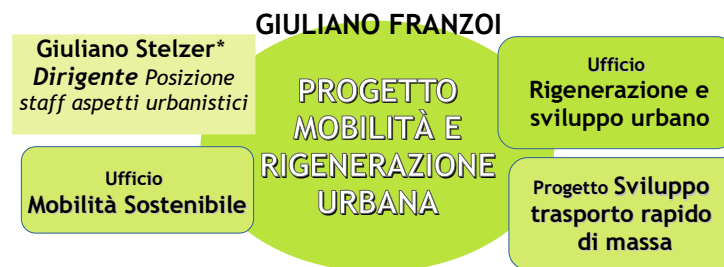 GIULIANO FRANZOI
Giuliano Stelzer*
Dirigente Posizione
staff aspetti urbanistici
PROGETTO
MOBILITÀ E
RIGENERAZIONE
URBANA
Ufficio
Rigenerazione e
sviluppo urbano
Ufficio
Mobilità Sostenibile
Progetto Sviluppo
trasporto rapido
di massa